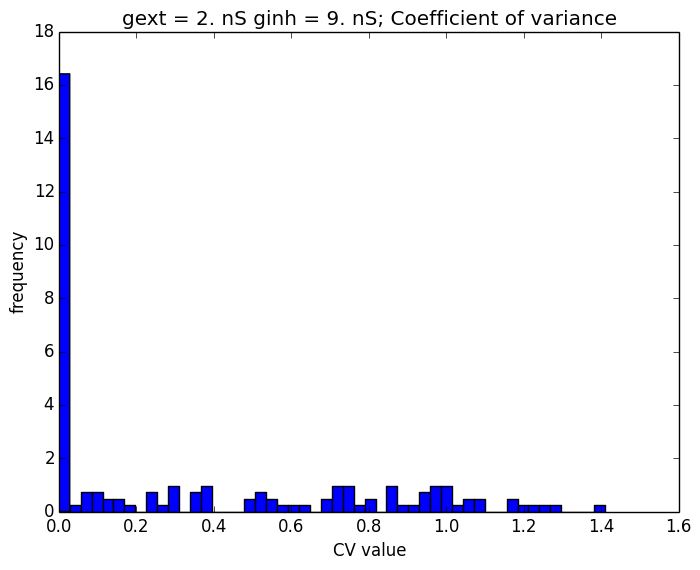 gext = 2. nS ginh = 9. nS; Coefficient of variance
18
16
14
12
10
8
6
4
2
0
frequency
0.0 0.2 0.4 0.6 0.8 1.0 1.2 1.4 1.6
CV value